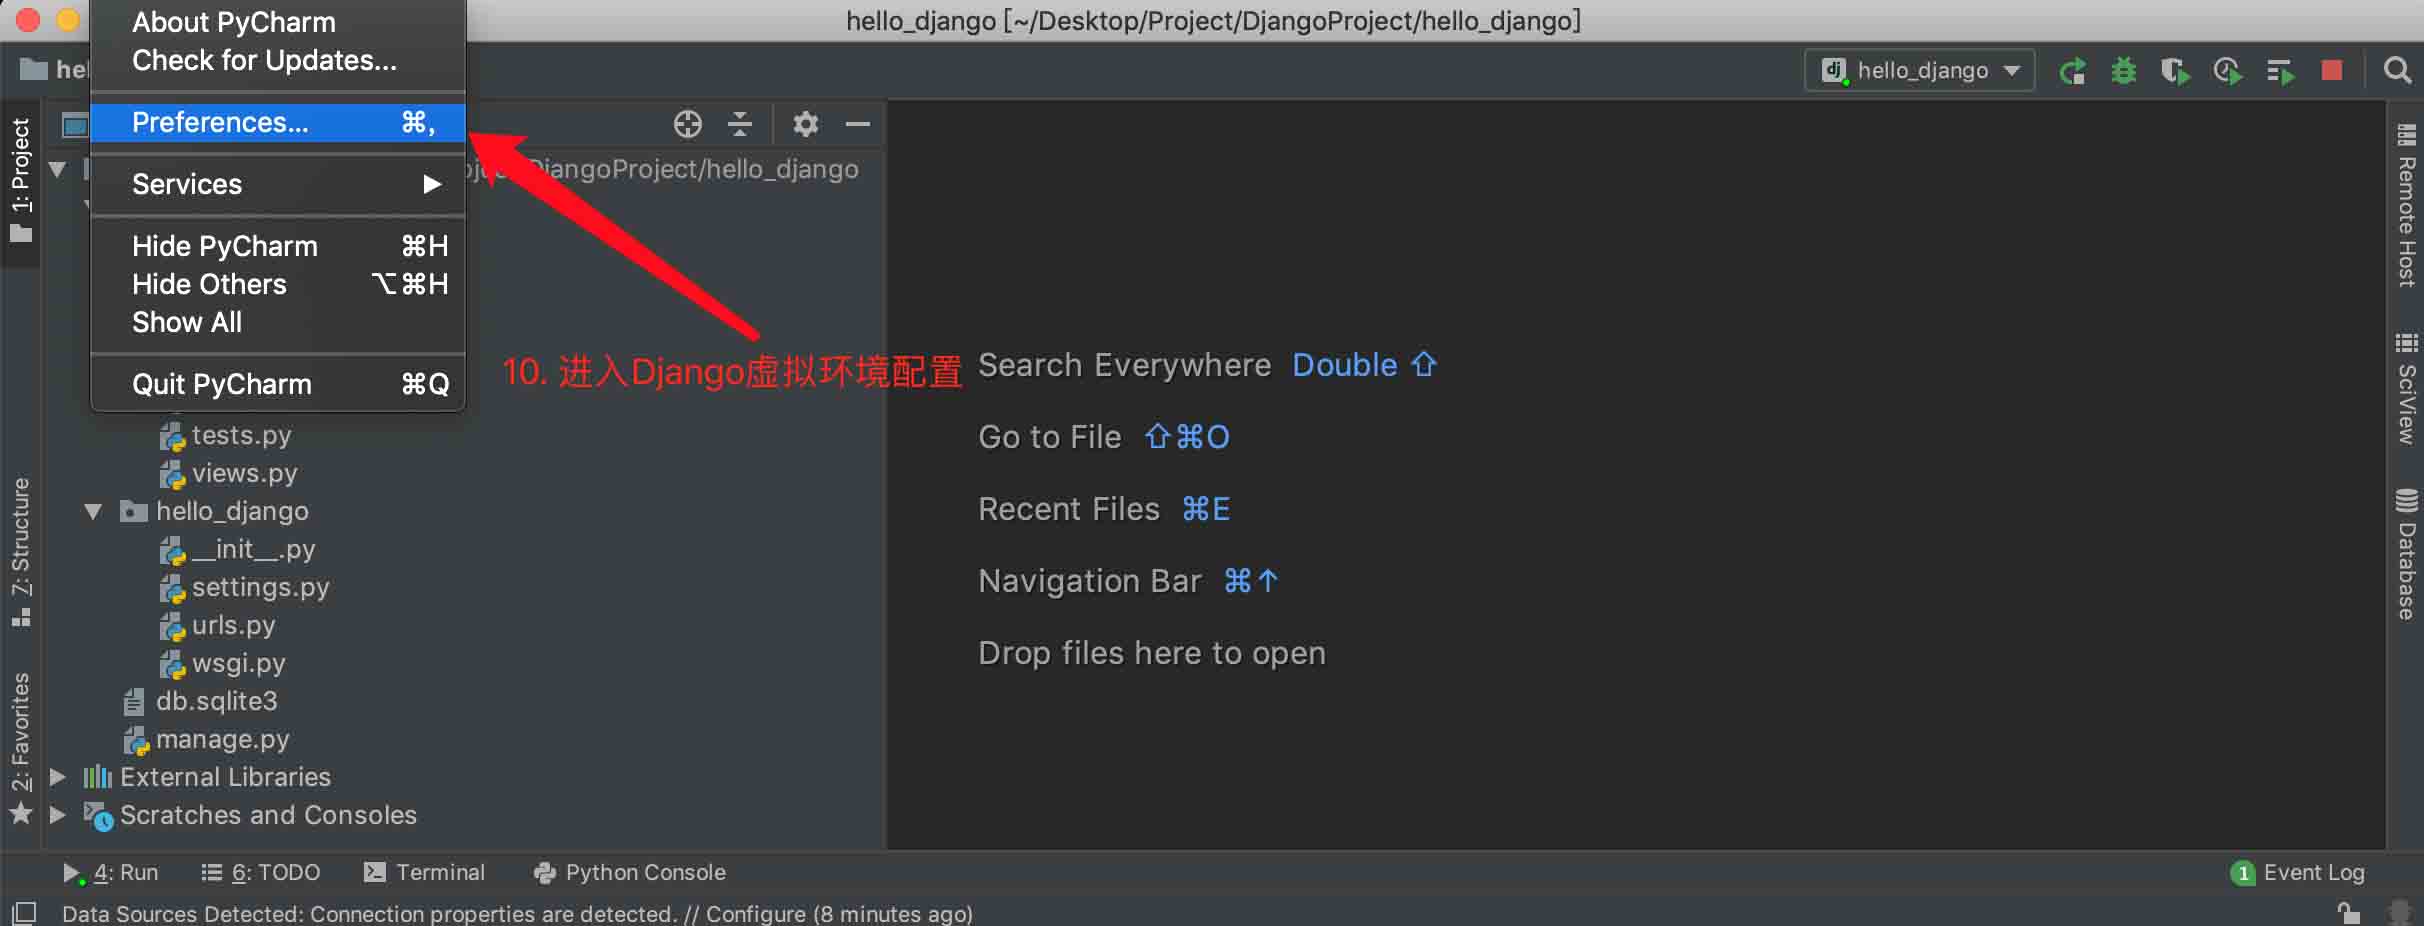 hello_django [~/Desktop/Project/DjangoProject/hello_django]
About PyCharm
Check for Updates...
Preferences... ⌘,
Services ▶
Hide PyCharm ⌘H
Hide Others ⌥⌘H
Show All
Quit PyCharm ⌘Q
hello_django
1: Project
DjangoProject/hello_django
10. 进入Django虚拟环境配置
tests.py
views.py
hello_django
__init__.py
settings.py
urls.py
wsgi.py
db.sqlite3
manage.py
External Libraries
Scratches and Consoles
7: Structure
2: Favorites
Search Everywhere Double ⇧
Go to File ⇧⌘O
Recent Files ⌘E
Navigation Bar ⌘↑
Drop files here to open
Remote Host
SciView
Database
4: Run 6: TODO Terminal Python Console 1 Event Log
Data Sources Detected: Connection properties are detected. // Configure (8 minutes ago)